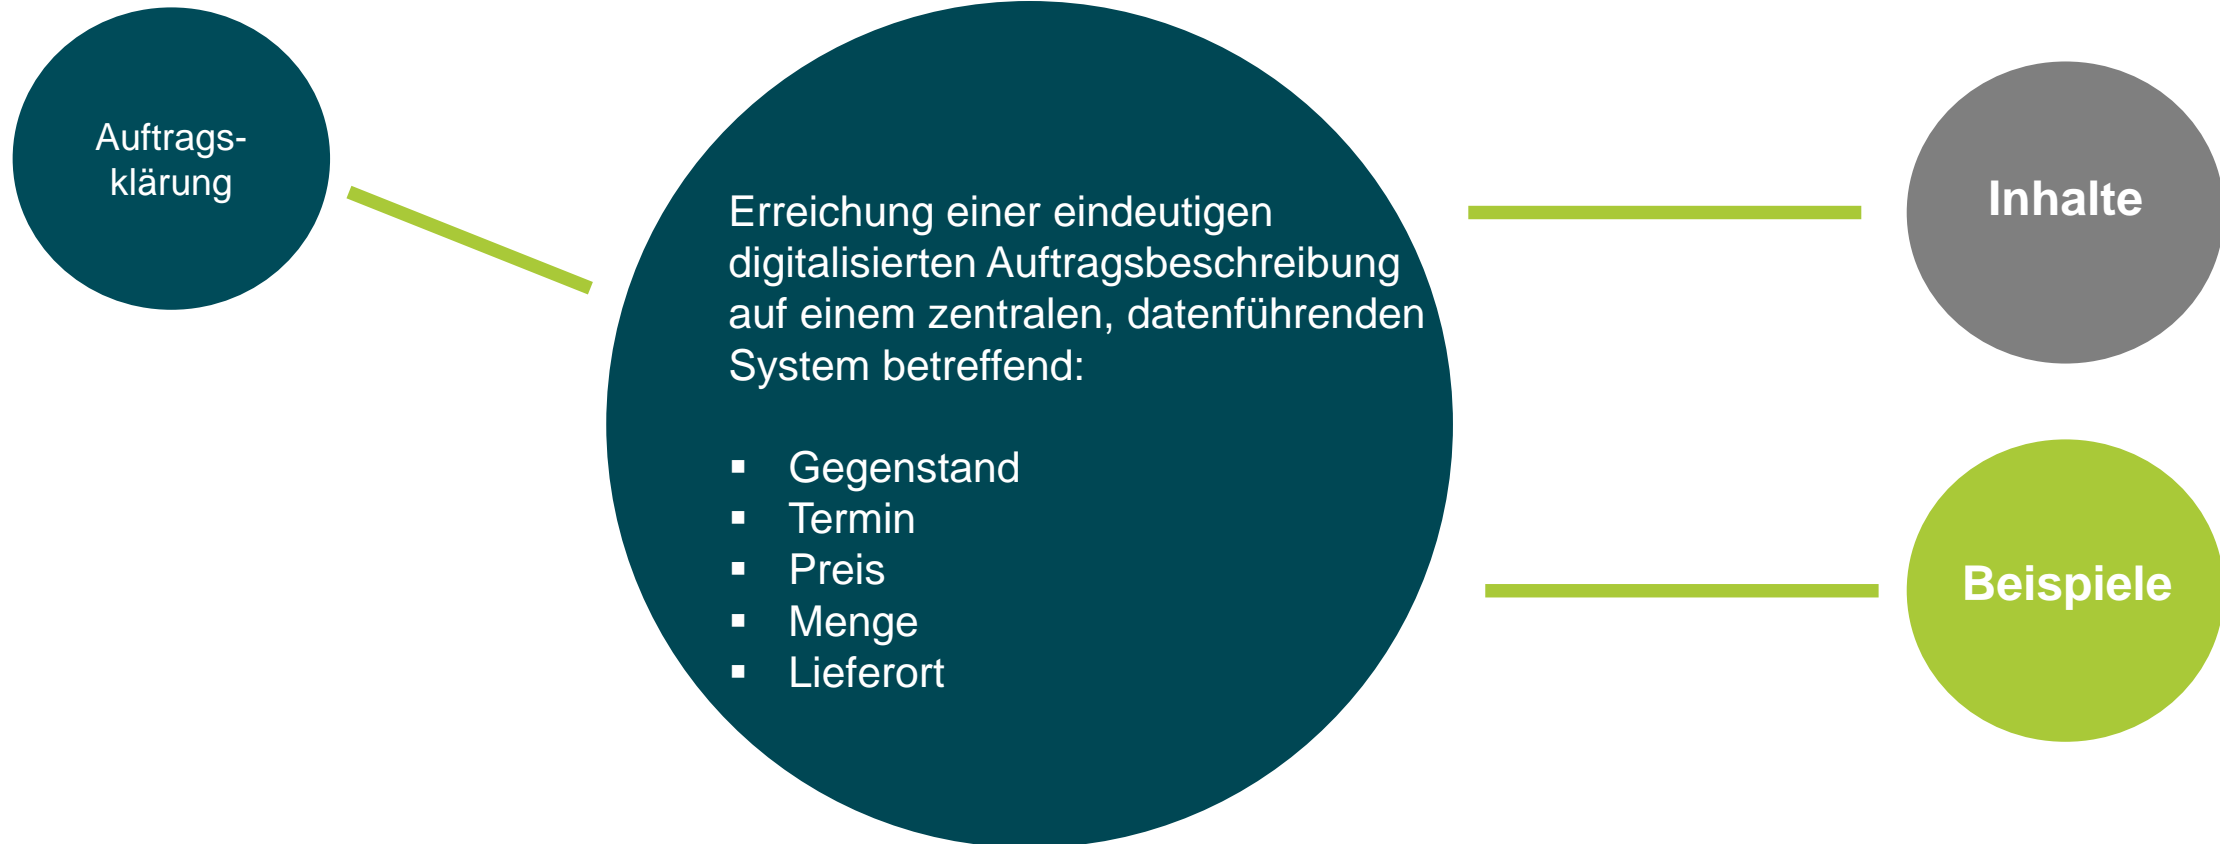 Auftrags-
klärung
Erreichung einer eindeutigen
digitalisierten Auftragsbeschreibung
auf einem zentralen, datenführenden
System betreffend:
▪ Gegenstand
▪ Termin
▪ Preis
▪ Menge
▪ Lieferort
Inhalte
Beispiele